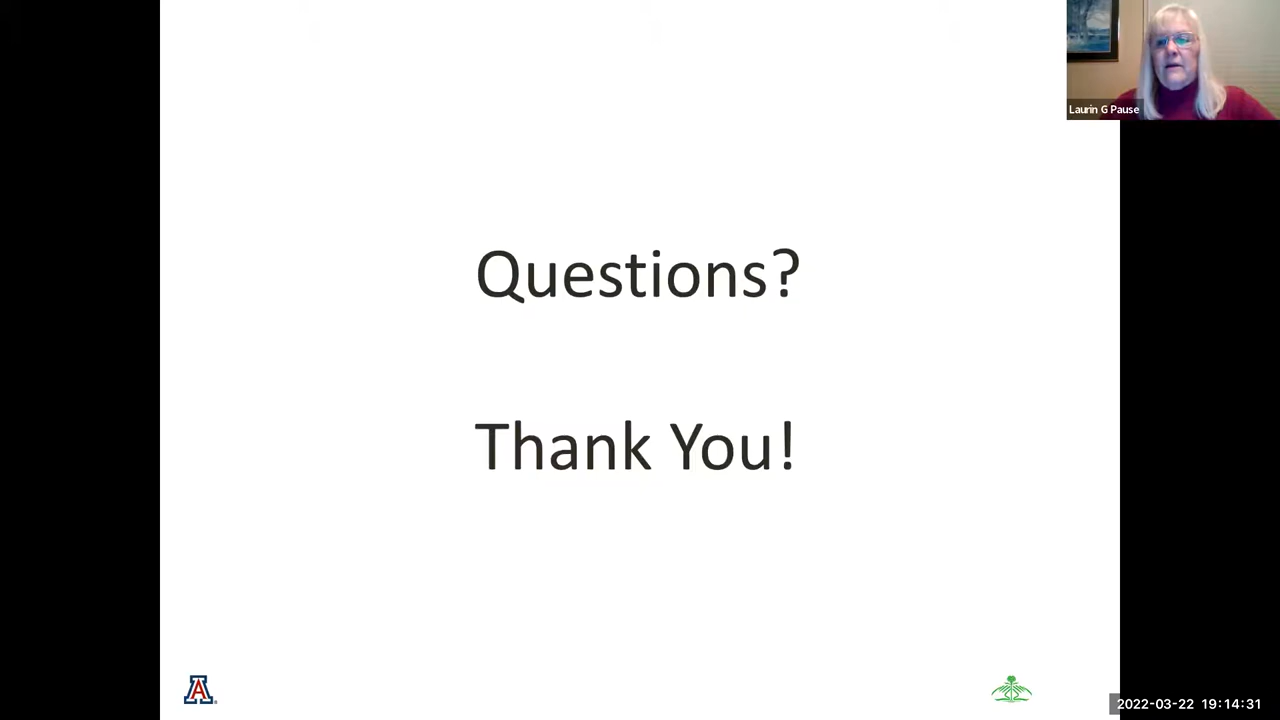 Laurin G Pause
Questions?
Thank You!
A
2022-03-22 19:14:31